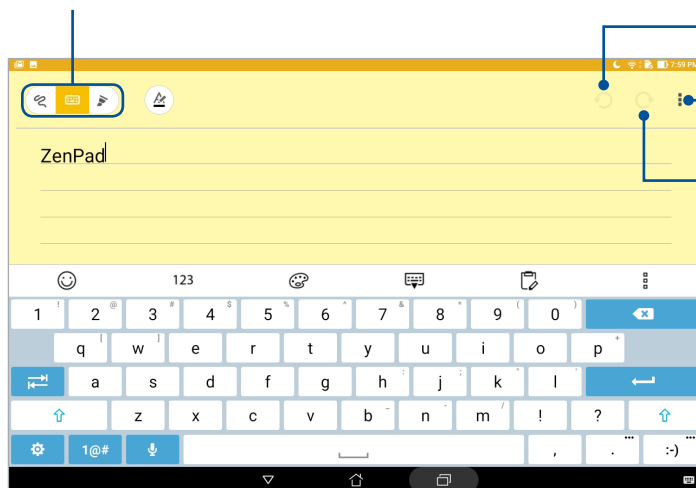 7:59 PM
ZenPad
123
1 ! 2 @ 3 # 4 $ 5 % 6 ^ 7 & 8 * 9 ( 0 )
q [ w ] e r t y u i o p +
a s d f g h : j ; k " l '
z x c v b - n - m / ! ?
1@# , . ... :-) ...